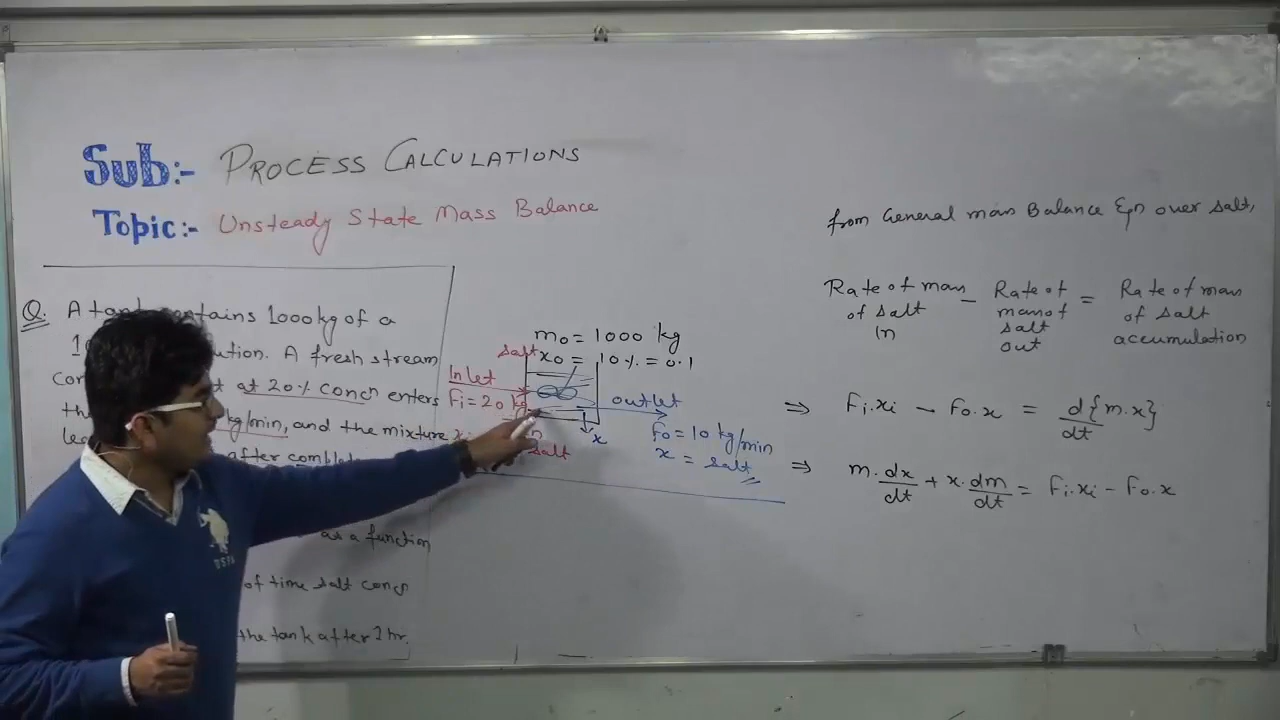 Sub:- PROCESS CALCULATIONS
Topic:- Unsteady State Mass Balance
Q. A tank contains 1000 kg of a
solution. A fresh stream
at 20% concn enters
kg/min, and the mixture
after
as a function
of time salt concn
the tank after 2 hr.
m0 = 1000 kg
salt x0 = 10% = 0.1
Inlet
Fi = 20 kg
salt
x
outlet
F0 = 10 kg/min
x = salt
from General mass Balance Eqn over salt,
Rate of mass of salt in - Rate of mass of salt out = Rate of mass of salt accumulation
⇒ Fi.xi - F0.x = d{m.x}/dt
⇒ m.dx/dt + x.dm/dt = Fi.xi - F0.x
USPA